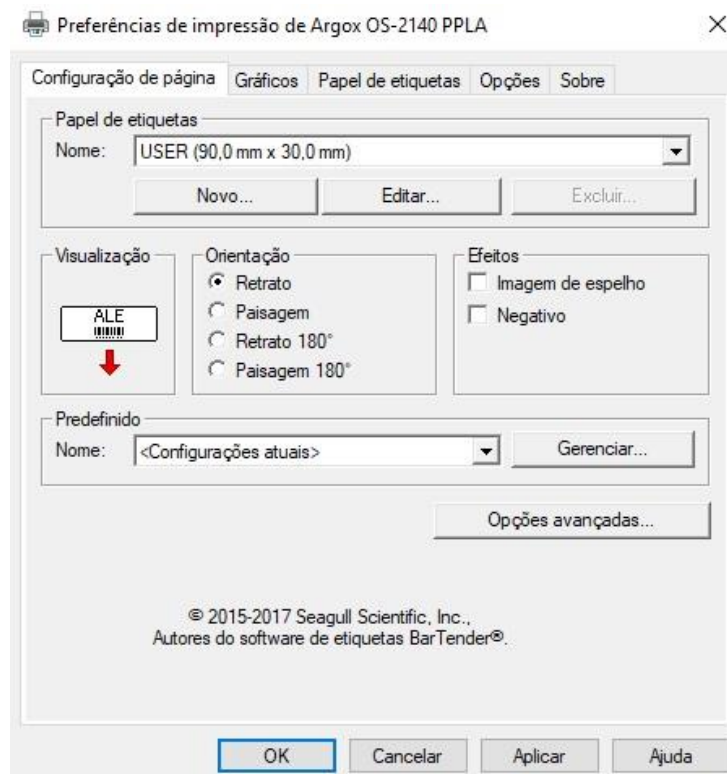 Preferências de impressão de Argox OS-2140 PPLA
Configuração de página Gráficos Papel de etiquetas Opções Sobre
Papel de etiquetas
Nome: USER (90,0 mm x 30,0 mm)
Novo... Editar... Excluir...
Visualização
ALE
Orientação
Retrato
Paisagem
Retrato 180°
Paisagem 180°
Efeitos
Imagem de espelho
Negativo
Predefinido
Nome: <Configurações atuais> Gerenciar...
Opções avançadas...
© 2015-2017 Seagull Scientific, Inc.,
Autores do software de etiquetas BarTender®.
OK Cancelar Aplicar Ajuda